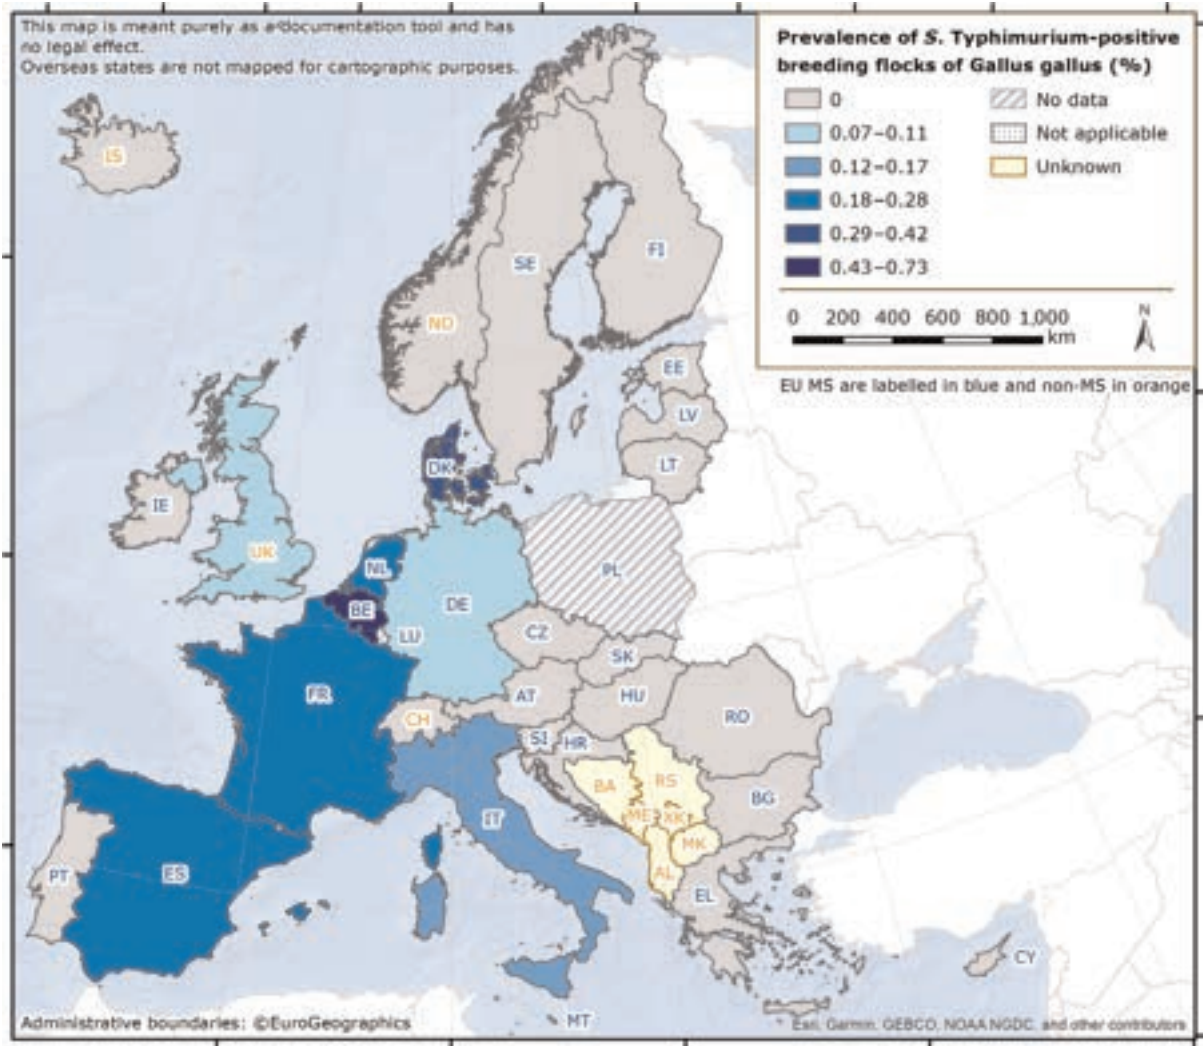 This map is meant purely as a documentation tool and has
no legal effect.
Overseas states are not mapped for cartographic purposes.
Prevalence of S. Typhimurium-positive
breeding flocks of Gallus gallus (%)
0
No data
0.07–0.11
Not applicable
0.12–0.17
Unknown
0.18–0.28
0.29–0.42
0.43–0.73
0 200 400 600 800 1,000
km
N
EU MS are labelled in blue and non-MS in orange
IS
SE
FI
NO
EE
LV
LT
DK
IE
UK
NL
PL
BE
DE
LU
CZ
SK
FR
AT
HU
CH
RO
SI
HR
BA
RS
BG
IT
ME
XK
MK
PT
ES
AL
EL
CY
MT
Administrative boundaries: ©EuroGeographics
Esri, Garmin, GEBCO, NOAA NGDC, and other contributors